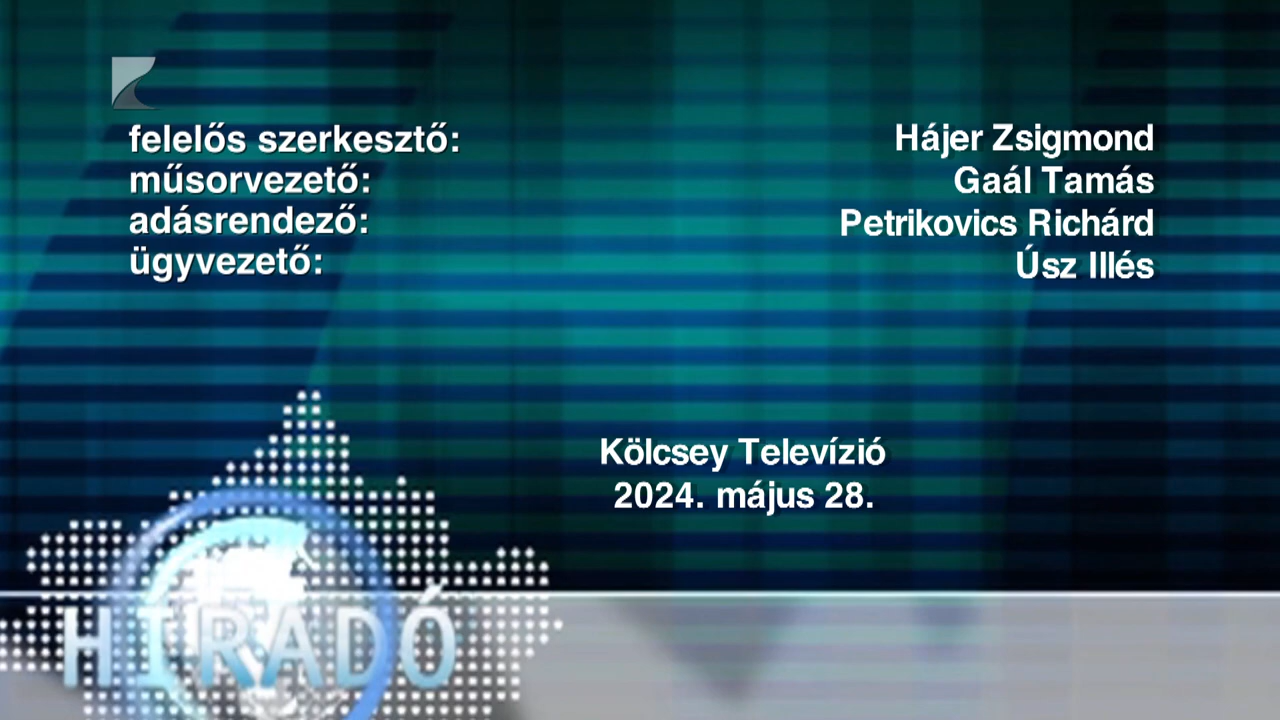 felelős szerkesztő: Hájer Zsigmond
műsorvezető: Gaál Tamás
adásrendező: Petrikovics Richárd
ügyvezető: Úsz Illés
Kölcsey Televízió
2024. május 28.
HÍRADÓ